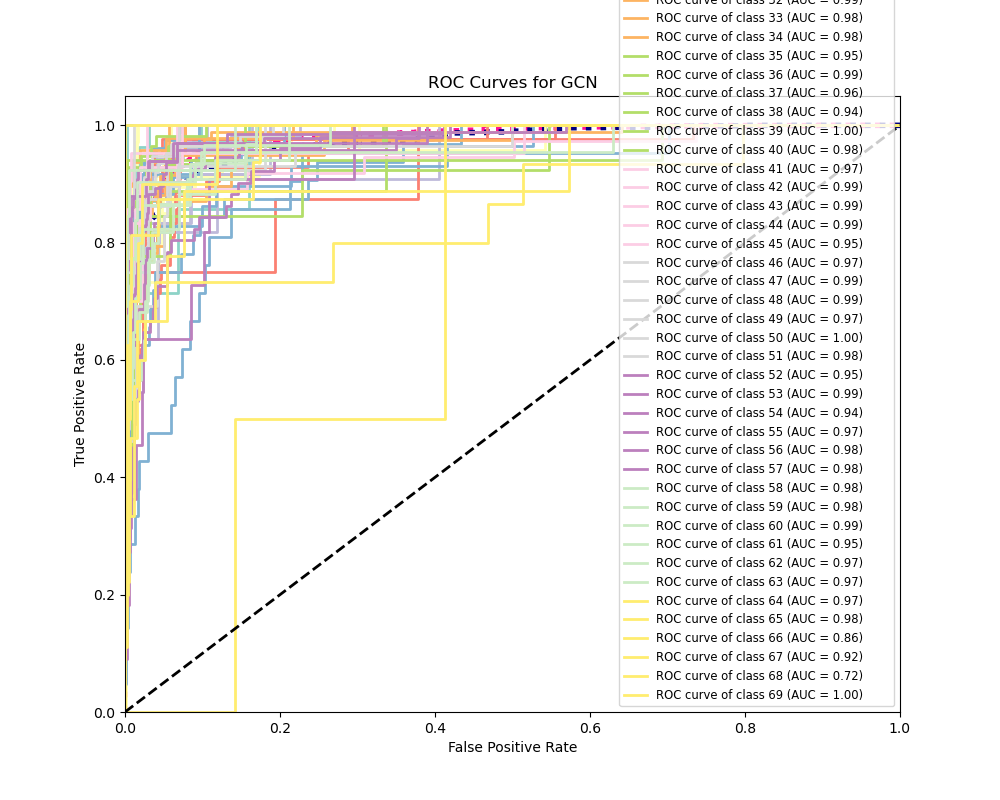 ROC curve of class 32 (AUC = 0.99)
ROC curve of class 33 (AUC = 0.98)
ROC curve of class 34 (AUC = 0.98)
ROC curve of class 35 (AUC = 0.95)
ROC curve of class 36 (AUC = 0.99)
ROC curve of class 37 (AUC = 0.96)
ROC curve of class 38 (AUC = 0.94)
ROC curve of class 39 (AUC = 1.00)
ROC curve of class 40 (AUC = 0.98)
ROC curve of class 41 (AUC = 0.97)
ROC curve of class 42 (AUC = 0.99)
ROC curve of class 43 (AUC = 0.99)
ROC curve of class 44 (AUC = 0.99)
ROC curve of class 45 (AUC = 0.95)
ROC curve of class 46 (AUC = 0.97)
ROC curve of class 47 (AUC = 0.99)
ROC curve of class 48 (AUC = 0.99)
ROC curve of class 49 (AUC = 0.97)
ROC curve of class 50 (AUC = 1.00)
ROC curve of class 51 (AUC = 0.98)
ROC curve of class 52 (AUC = 0.95)
ROC curve of class 53 (AUC = 0.99)
ROC curve of class 54 (AUC = 0.94)
ROC curve of class 55 (AUC = 0.97)
ROC curve of class 56 (AUC = 0.98)
ROC curve of class 57 (AUC = 0.98)
ROC curve of class 58 (AUC = 0.98)
ROC curve of class 59 (AUC = 0.98)
ROC curve of class 60 (AUC = 0.99)
ROC curve of class 61 (AUC = 0.95)
ROC curve of class 62 (AUC = 0.97)
ROC curve of class 63 (AUC = 0.97)
ROC curve of class 64 (AUC = 0.97)
ROC curve of class 65 (AUC = 0.98)
ROC curve of class 66 (AUC = 0.86)
ROC curve of class 67 (AUC = 0.92)
ROC curve of class 68 (AUC = 0.72)
ROC curve of class 69 (AUC = 1.00)
ROC Curves for GCN
True Positive Rate
1.0
0.8
0.6
0.4
0.2
0.0
0.0 0.2 0.4 0.6 0.8 1.0
False Positive Rate